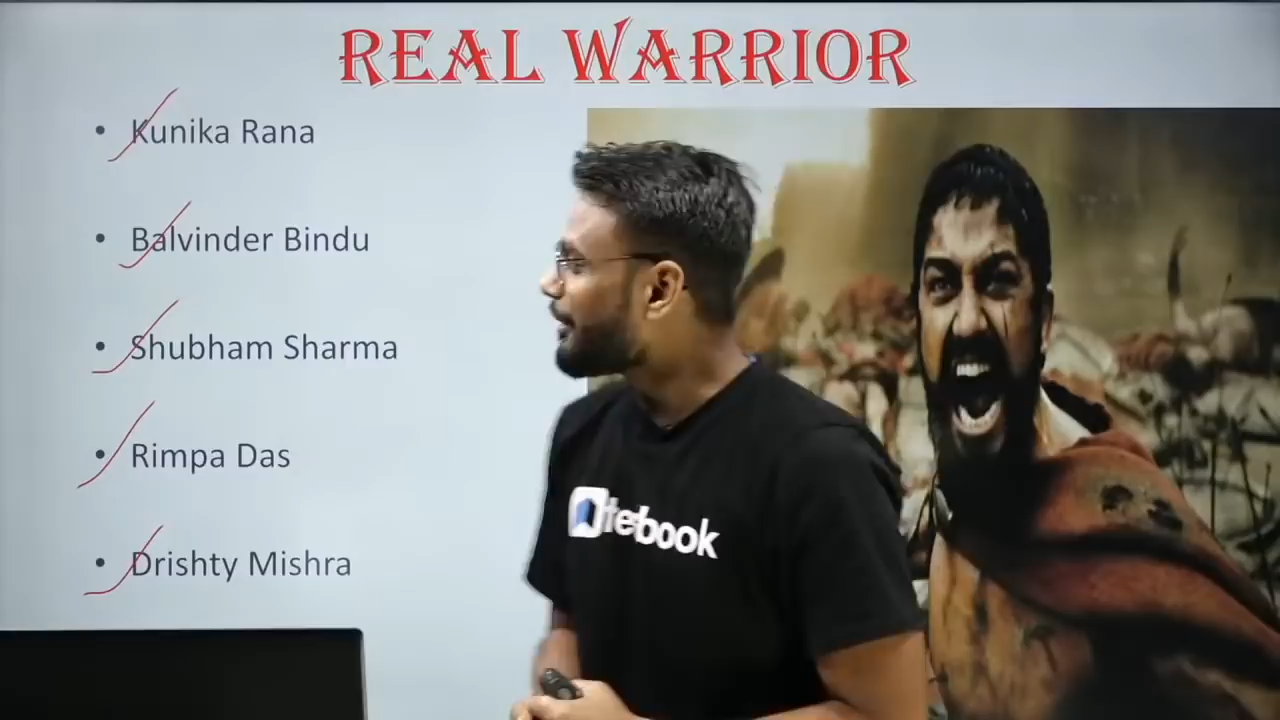 REAL WARRIOR
• Kunika Rana
• Balvinder Bindu
• Shubham Sharma
• Rimpa Das
• Drishty Mishra
testbook